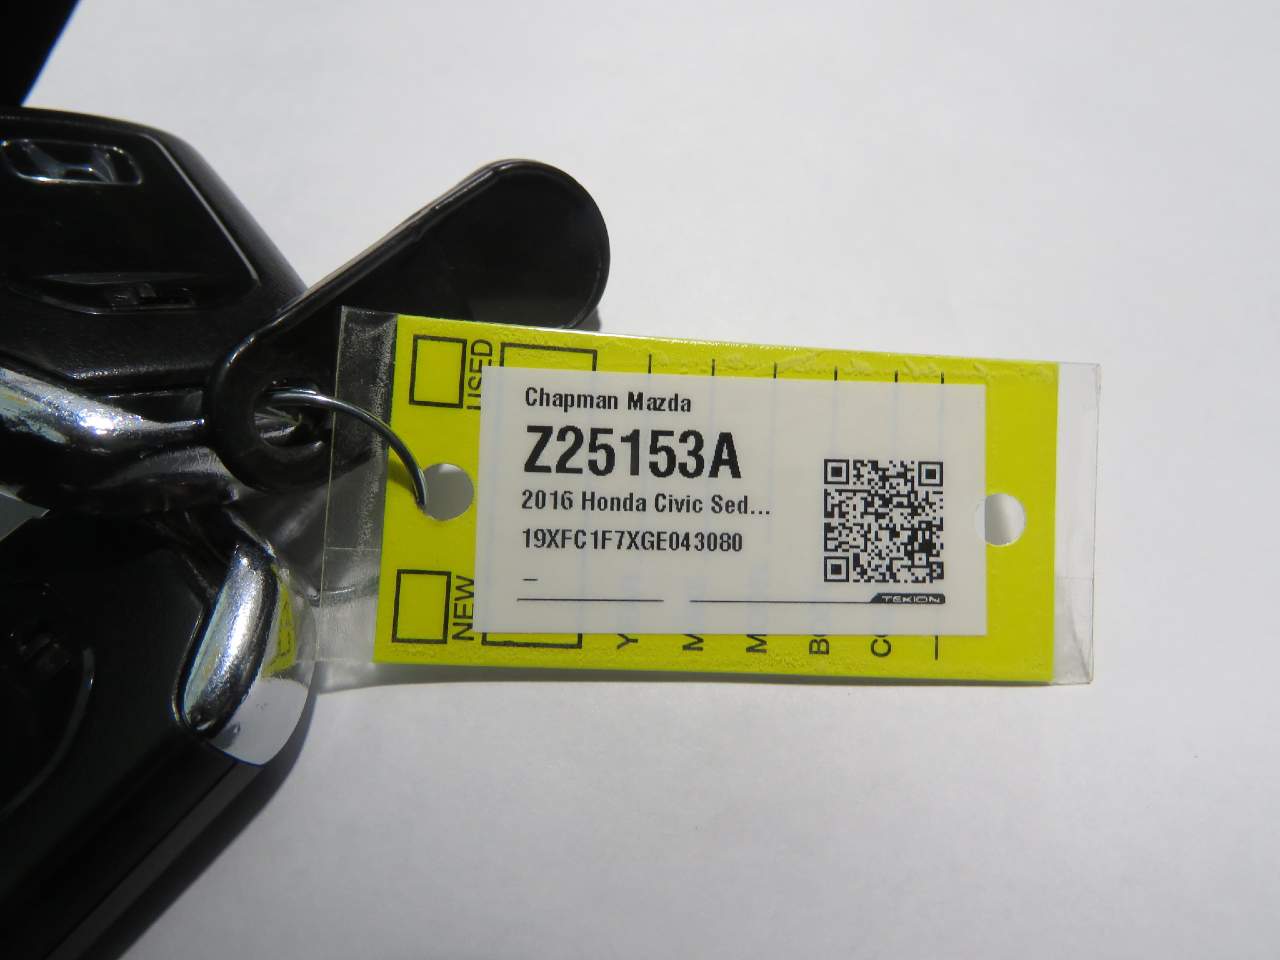 USED
Chapman Mazda
Z25153A
2016 Honda Civic Sed...
19XFC1F7XGE043080
–
TEKION
NEW
Y
M
M